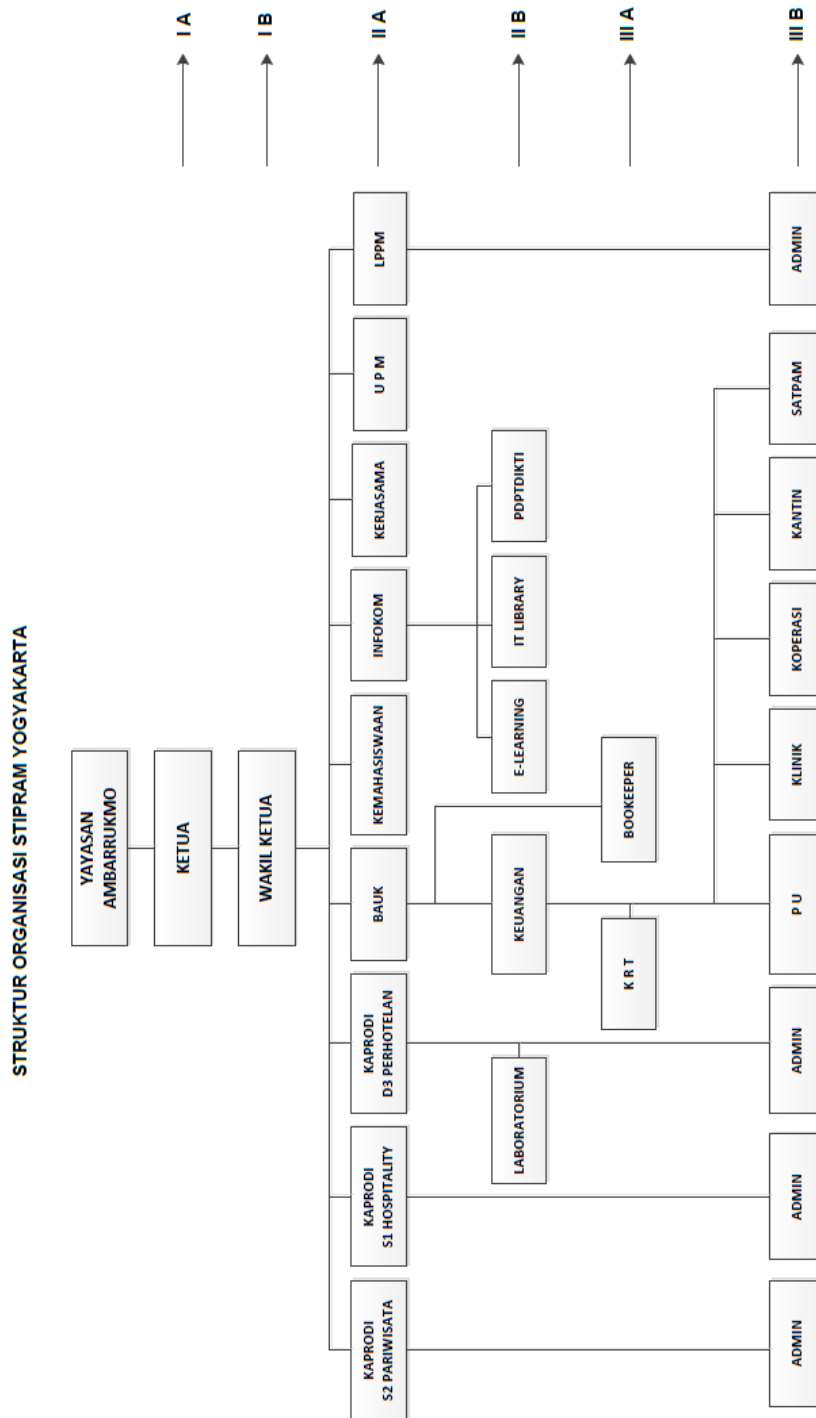 STRUKTUR ORGANISASI STIPRAM YOGYAKARTA
YAYASAN
AMBARRUKMO
KETUA
I A
WAKIL KETUA
I B
KAPRODI
S2 PARIWISATA
KAPRODI
S1 HOSPITALITY
KAPRODI
D3 PERHOTELAN
BAUK
KEMAHASISWAAN
INFOKOM
KERJASAMA
U P M
LPPM
II A
LABORATORIUM
KEUANGAN
E-LEARNING
IT LIBRARY
PDPTDIKTI
II B
K R T
BOOKEEPER
III A
ADMIN
ADMIN
ADMIN
P U
KLINIK
KOPERASI
KANTIN
SATPAM
ADMIN
III B